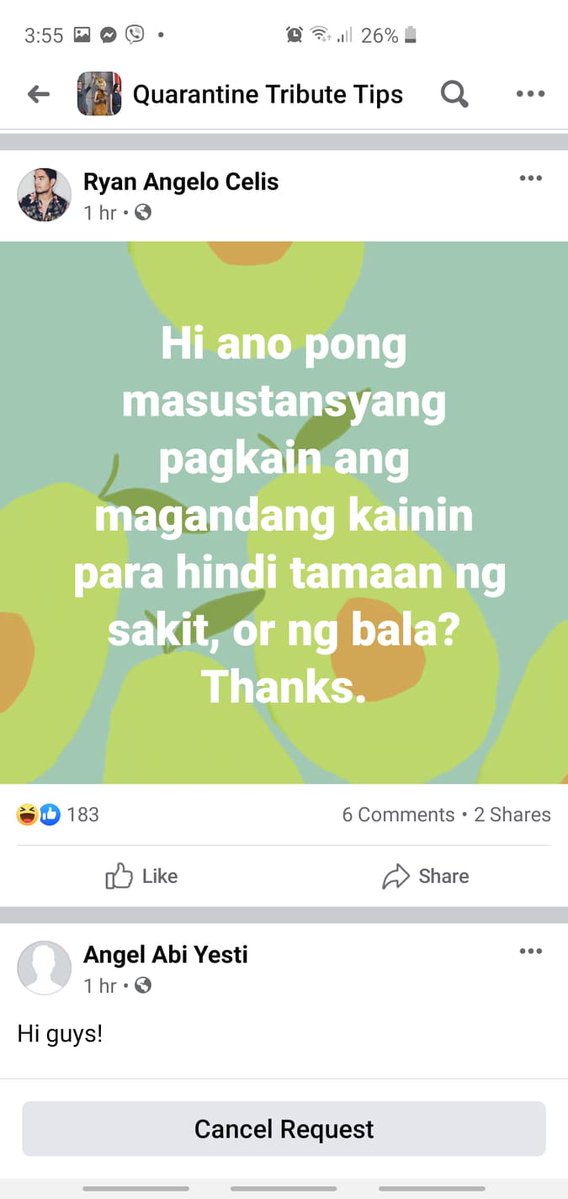 3:55 26%
Quarantine Tribute Tips
Ryan Angelo Celis
1 hr •
Hi ano pong
masustansyang
pagkain ang
magandang kainin
para hindi tamaan ng
sakit, or ng bala?
Thanks.
183 6 Comments • 2 Shares
Like Share
Angel Abi Yesti
1 hr •
Hi guys!
Cancel Request